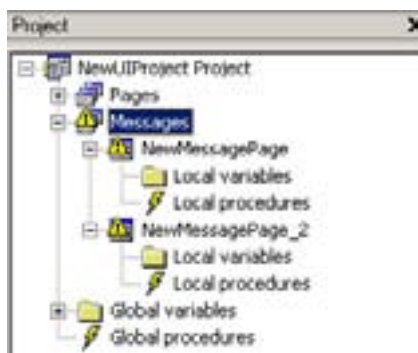 Project
NewUIProject Project
Pages
Messages
NewMessagePage
Local variables
Local procedures
NewMessagePage_2
Local variables
Local procedures
Global variables
Global procedures